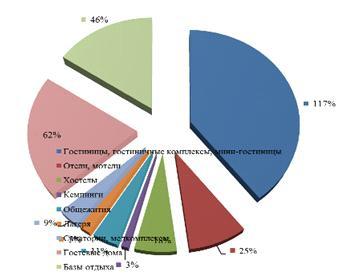 46%
117%
62%
Гостиницы, гостиничные комплексы, мини-гостиницы
Отели, мотели
Хостелы
Кемпинги
Общежития
Лагеря
9%
Гостевые дома
25%
3%
Базы отдыха